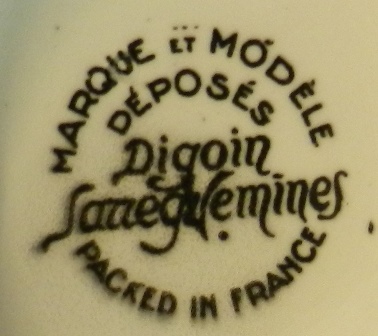 MARQUE ET MODÈLE
DÉPOSÉS
Digoin
Sarreguemines
PACKED IN FRANCE